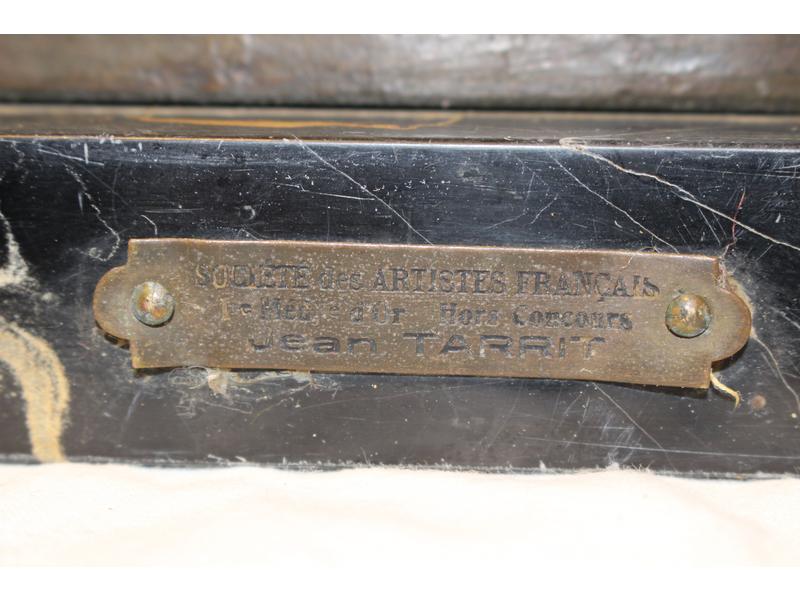 SOCIÉTÉ des ARTISTES FRANÇAIS
d'Or Hors Concours
Jean TARRIT